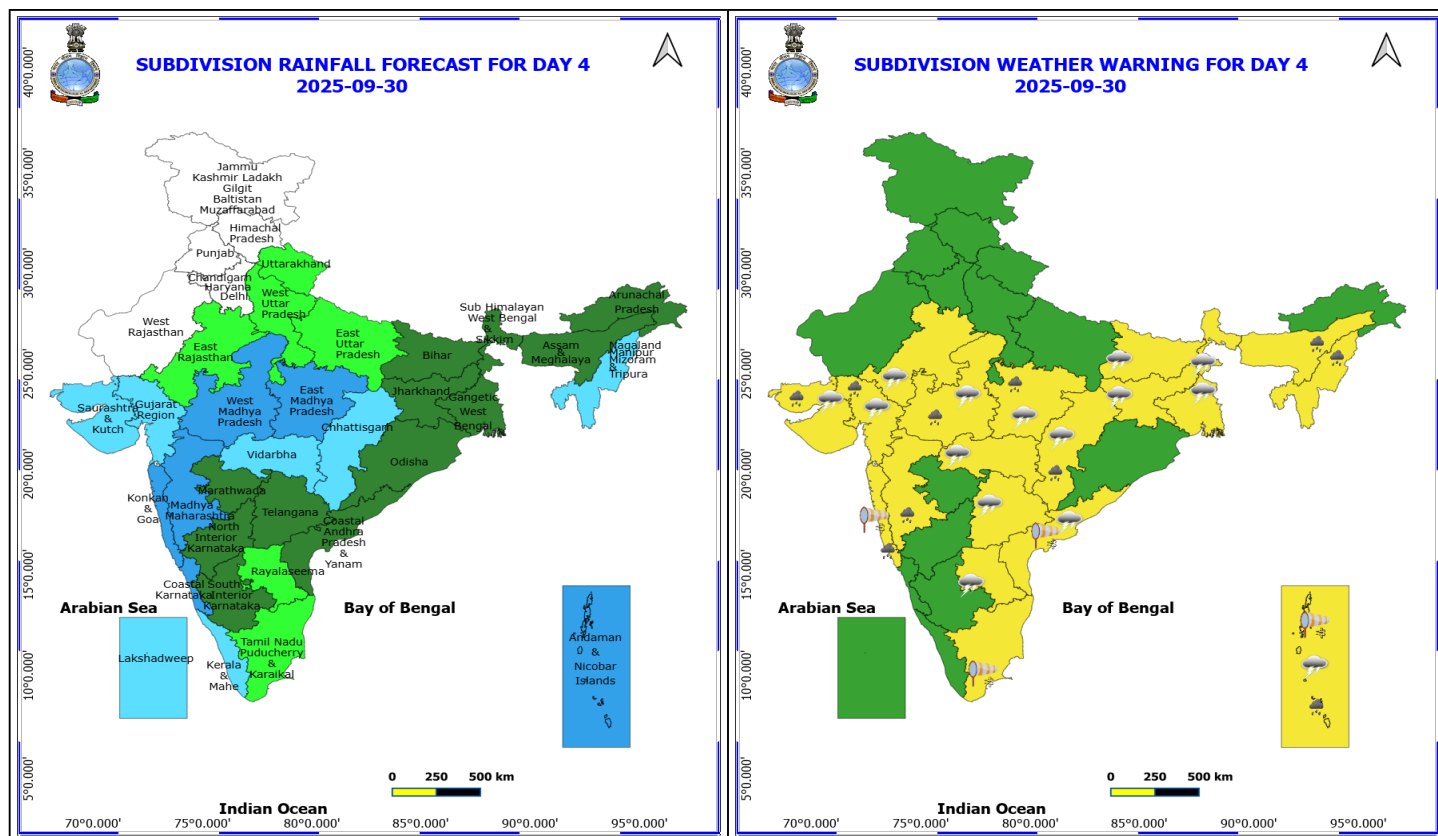 SUBDIVISION RAINFALL FORECAST FOR DAY 4
2025-09-30
40°0.000'
35°0.000'
30°0.000'
25°0.000'
20°0.000'
15°0.000'
10°0.000'
5°0.000'
Jammu
Kashmir Ladakh
Gilgit
Baltistan
Muzaffarabad
Himachal
Pradesh
Punjab
Uttarakhand
Chandigarh
Haryana
Delhi
West
Uttar
Pradesh
West
Rajasthan
East
Rajasthan
East
Uttar
Pradesh
Sub Himalayan
West Bengal
&
Sikkim
Arunachal
Pradesh
Assam
&
Meghalaya
Nagaland
Manipur
Mizoram
&
Tripura
Bihar
Jharkhand
Gangetic
West
Bengal
Saurashtra
&
Kutch
Gujarat
Region
West
Madhya
Pradesh
East
Madhya
Pradesh
Chhattisgarh
Vidarbha
Odisha
Konkan
&
Goa
Madhya
Maharashtra
Marathwada
Telangana
North
Interior
Karnataka
Coastal
Andhra
Pradesh
&
Yanam
Rayalaseema
Coastal
Karnataka
South
Interior
Karnataka
Arabian Sea
Bay of Bengal
Lakshadweep
Kerala
&
Mahe
Tamil Nadu
Puducherry
&
Karaikal
Andaman
&
Nicobar
Islands
0 250 500 km
Indian Ocean
70°0.000' 75°0.000' 80°0.000' 85°0.000' 90°0.000' 95°0.000'
SUBDIVISION WEATHER WARNING FOR DAY 4
2025-09-30
40°0.000'
35°0.000'
30°0.000'
25°0.000'
20°0.000'
15°0.000'
10°0.000'
5°0.000'
Arabian Sea
Bay of Bengal
0 250 500 km
Indian Ocean
70°0.000' 75°0.000' 80°0.000' 85°0.000' 90°0.000' 95°0.000'